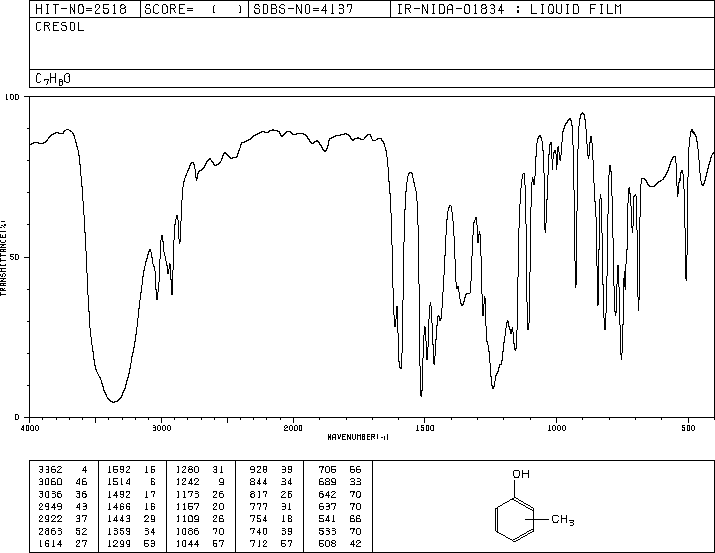 HIT-NO=2518 SCORE= ( ) SDBS-NO=4137 IR-NIDA-01834 : LIQUID FILM
CRESOL
C7H8O
100
TRANSMITTANCE(%)
50
0
4000 3000 2000 1500 1000 500
WAVENUMBER(-1)
3362 4 1592 15 1280 31 928 39 705 56
3060 46 1514 6 1242 9 844 34 689 33
3036 36 1492 17 1173 26 817 26 642 70
2949 43 1466 16 1157 20 777 31 637 70
2922 37 1443 29 1109 26 754 18 541 66
2863 52 1359 34 1086 70 740 39 533 70
1614 27 1299 53 1044 57 712 57 508 42
OH
CH3